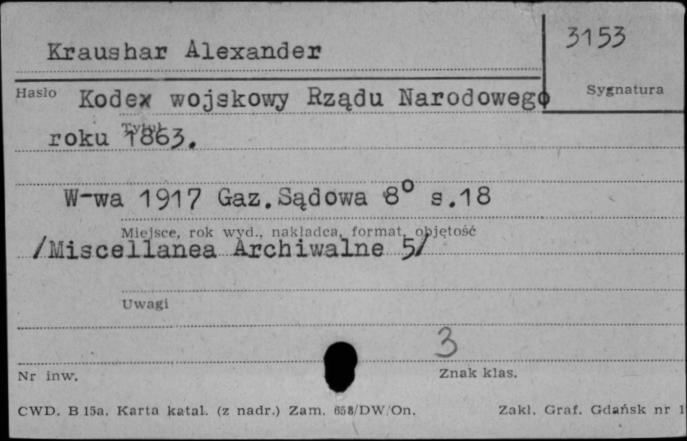 Kraushar Alexander
3153
Hasło
Sygnatura
Kodex wojskowy Rządu Narodowego
Tytuł
roku 1863.
W-wa 1917 Gaz.Sądowa 8° s.18
Miejsce, rok wyd., nakładca, format, objętość
/Miscellanea Archiwalne 5/
Uwagi
3
Nr inw.
Znak klas.
CWD. B 15a. Karta katal. (z nadr.) Zam. 658/DW/On.
Zakł. Graf. Gdańsk nr 1